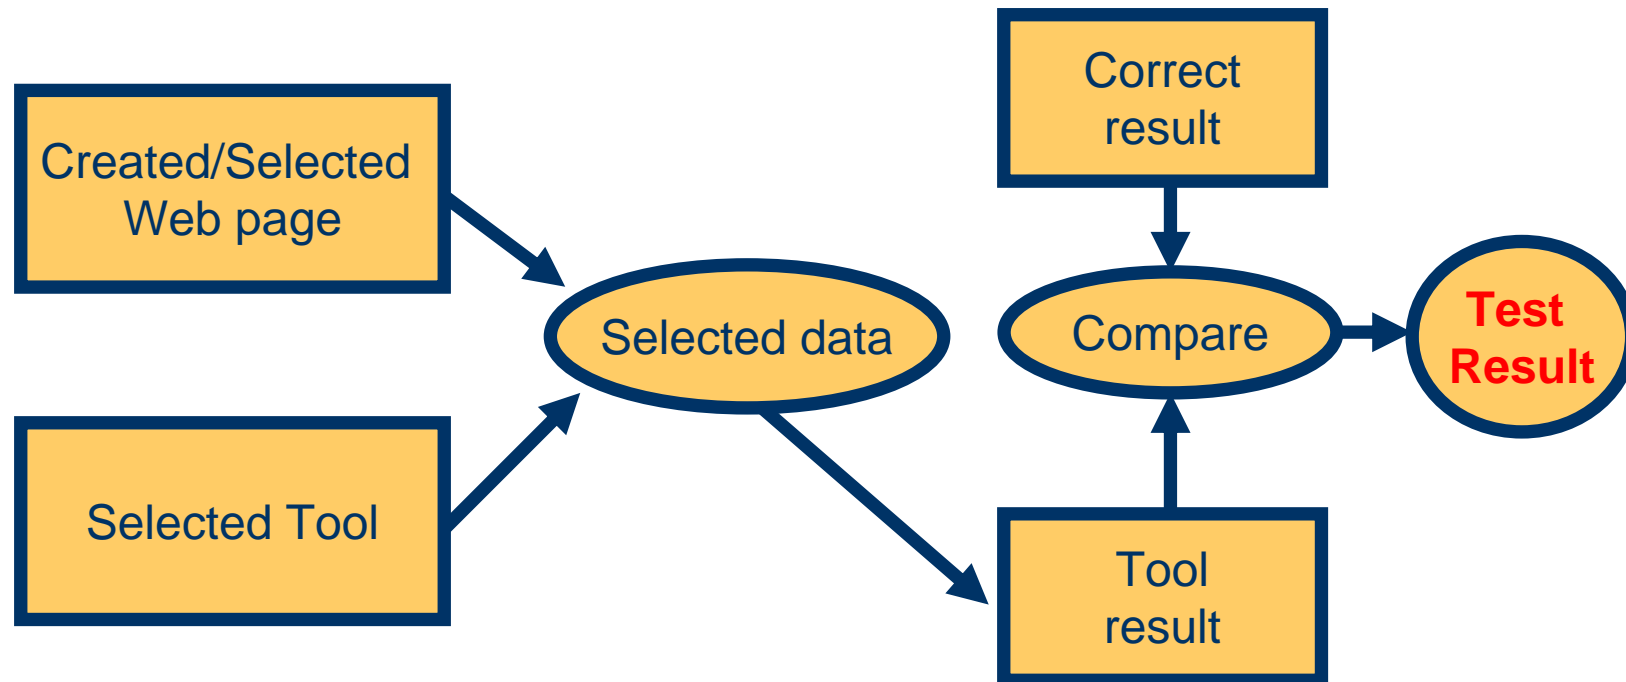 Created/Selected
Web page
Selected Tool
Selected data
Correct
result
Compare
Tool
result
Test
Result